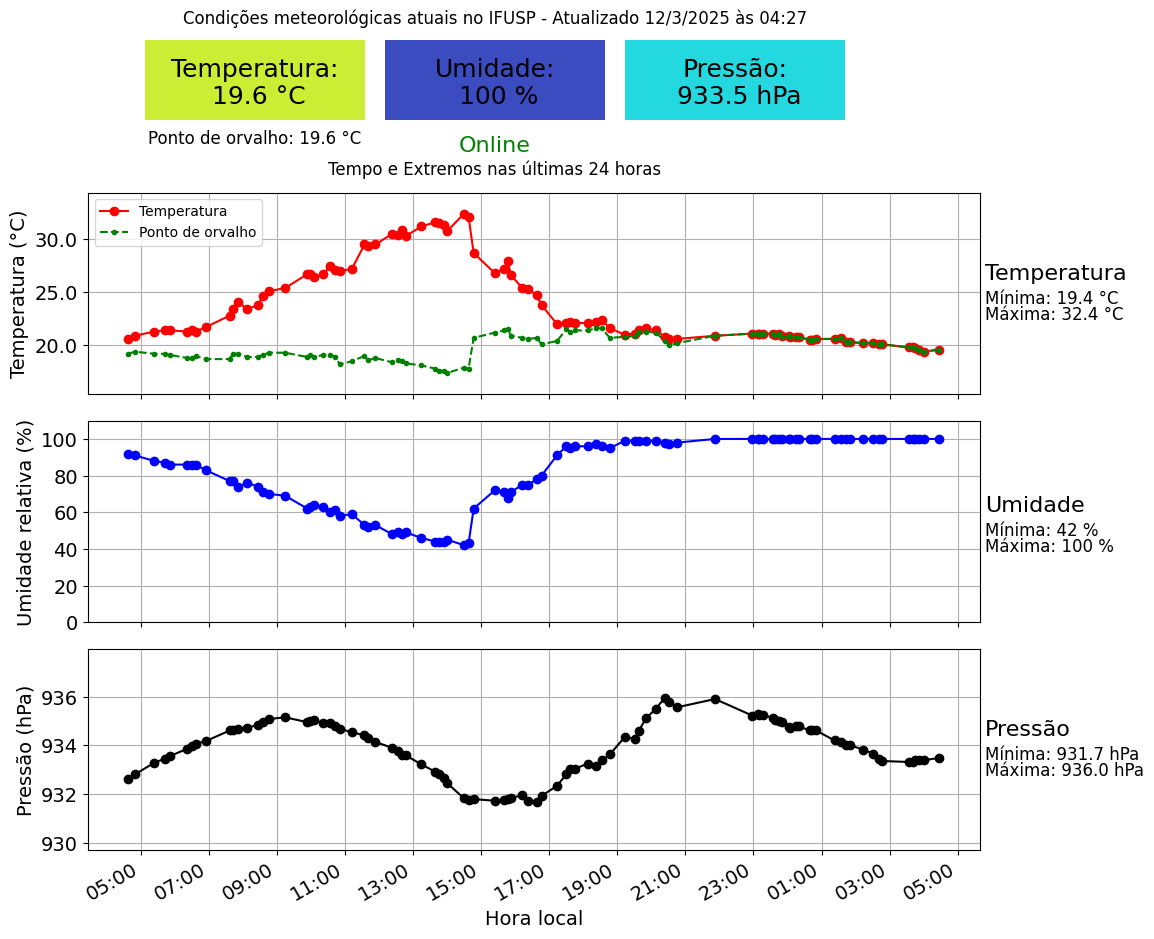 Condições meteorológicas atuais no IFUSP - Atualizado 12/3/2025 às 04:27
Temperatura:
19.6 °C
Umidade:
100 %
Pressão:
933.5 hPa
Ponto de orvalho: 19.6 °C
Online
Tempo e Extremos nas últimas 24 horas
Temperatura (°C)
30.0
25.0
20.0
Temperatura
Ponto de orvalho
Temperatura
Mínima: 19.4 °C
Máxima: 32.4 °C
Umidade relativa (%)
100
80
60
40
20
0
Umidade
Mínima: 42 %
Máxima: 100 %
Pressão (hPa)
936
934
932
930
Pressão
Mínima: 931.7 hPa
Máxima: 936.0 hPa
05:00
07:00
09:00
11:00
13:00
15:00
17:00
19:00
21:00
23:00
01:00
03:00
05:00
Hora local